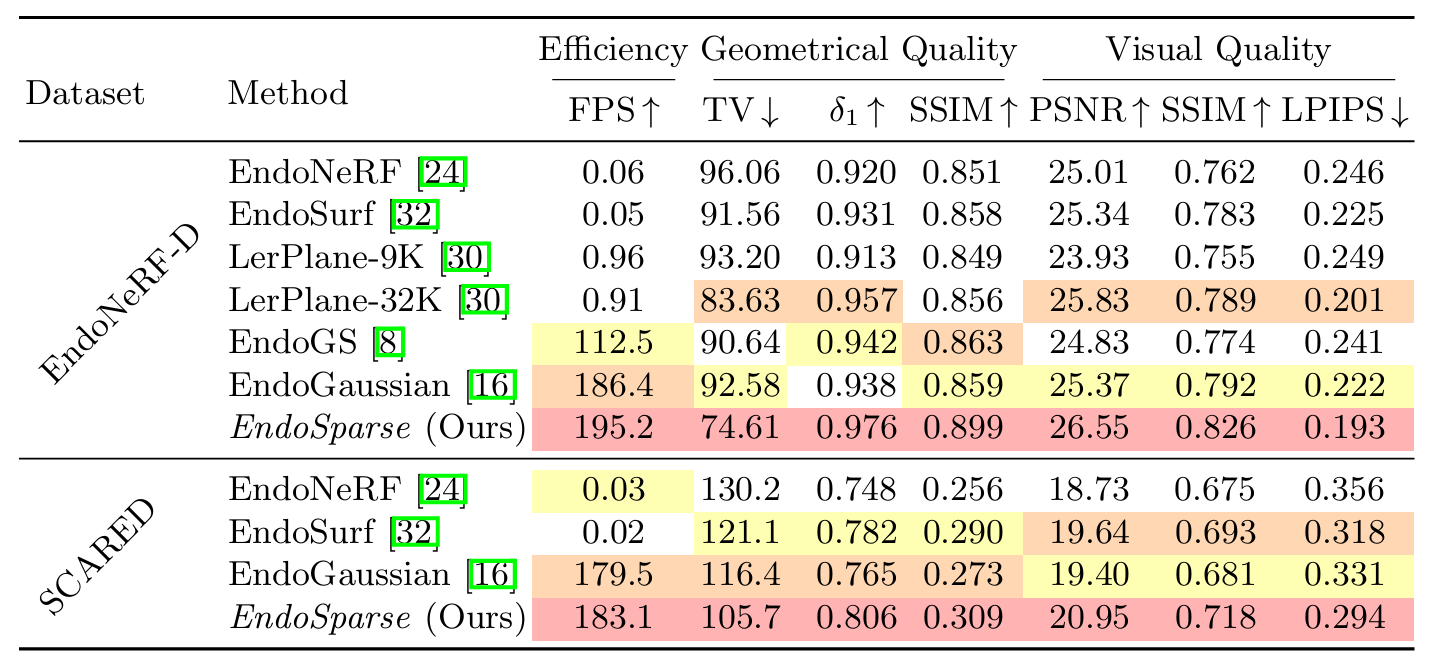 Efficiency Geometrical Quality Visual Quality
Dataset Method
FPS↑ TV↓ δ1↑ SSIM↑ PSNR↑ SSIM↑ LPIPS↓
EndoNeRF-D
EndoNeRF [24] 0.06 96.06 0.920 0.851 25.01 0.762 0.246
EndoSurf [32] 0.05 91.56 0.931 0.858 25.34 0.783 0.225
LerPlane-9K [30] 0.96 93.20 0.913 0.849 23.93 0.755 0.249
LerPlane-32K [30] 0.91 83.63 0.957 0.856 25.83 0.789 0.201
EndoGS [8] 112.5 90.64 0.942 0.863 24.83 0.774 0.241
EndoGaussian [16] 186.4 92.58 0.938 0.859 25.37 0.792 0.222
EndoSparse (Ours) 195.2 74.61 0.976 0.899 26.55 0.826 0.193
SCARED
EndoNeRF [24] 0.03 130.2 0.748 0.256 18.73 0.675 0.356
EndoSurf [32] 0.02 121.1 0.782 0.290 19.64 0.693 0.318
EndoGaussian [16] 179.5 116.4 0.765 0.273 19.40 0.681 0.331
EndoSparse (Ours) 183.1 105.7 0.806 0.309 20.95 0.718 0.294